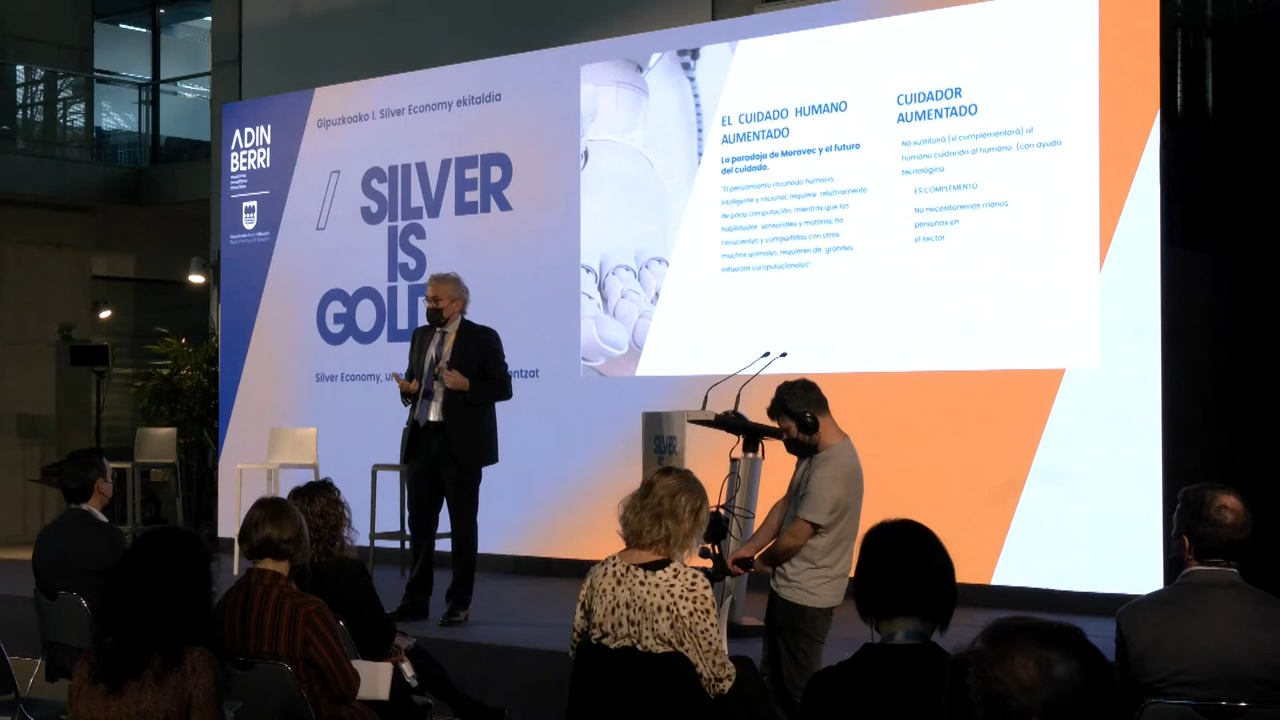 ADIN
BERRI
Gipuzkoako I. Silver Economy ekitaldia
/ SILVER
IS
GOLD
Silver Economy, entzat
EL CUIDADO HUMANO
AUMENTADO
La paradoja de Moravec y el futuro
del cuidado.
"El pensamiento razonado humano,
inteligente y racional, requiere relativamente
de poca computación, mientras que las
habilidades sensoriales y motoras, no
conscientes y compartidas con otros
muchos animales, requieren de grandes
esfuerzos computacionales"
CUIDADOR
AUMENTADO
No sustituirá (sí complementará) al
humano cuidando al humano (con ayuda
tecnológica.
ES COMPLEMENTO
No necesitaremos menos
personas en
el sector
SILVER
IS